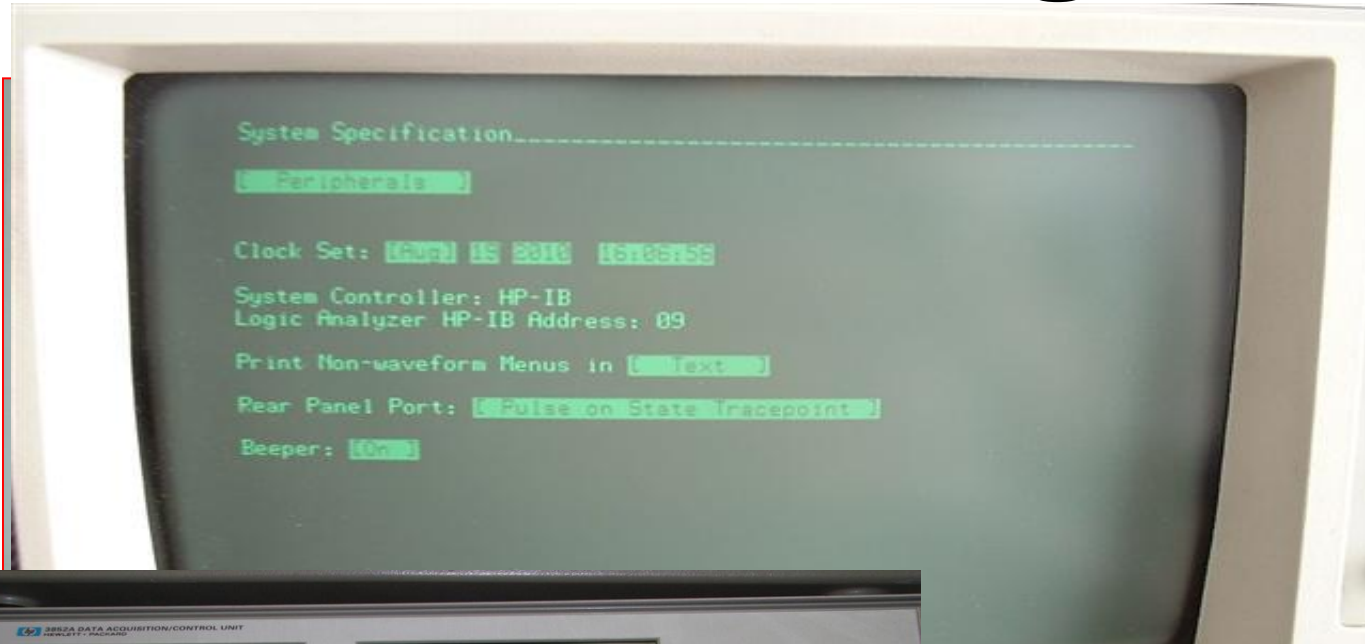 System Specification
[ Peripherals ]
Clock Set: [Aug] 15 2010 16:06:56
System Controller: HP-IB
Logic Analyzer HP-IB Address: 09
Print Non-waveform Menus in [ Text ]
Rear Panel Port: [ Pulse on State Tracepoint ]
Beeper: [On ]
hp 3852A DATA ACQUISITION/CONTROL UNIT
HEWLETT-PACKARD